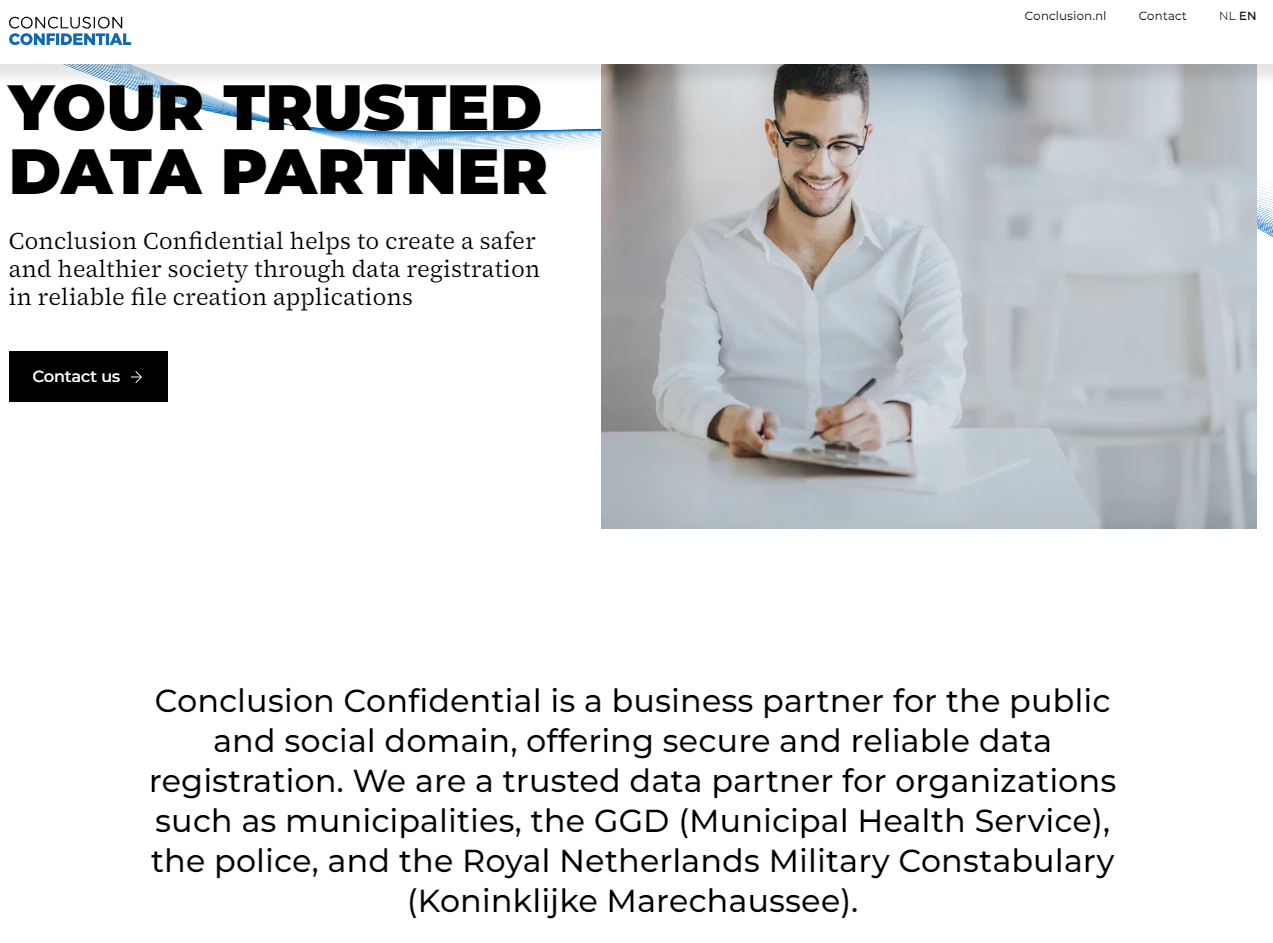 CONCLUSION
CONFIDENTIAL
Conclusion.nl Contact NL EN
YOUR TRUSTED
DATA PARTNER
Conclusion Confidential helps to create a safer
and healthier society through data registration
in reliable file creation applications
Contact us →
Conclusion Confidential is a business partner for the public
and social domain, offering secure and reliable data
registration. We are a trusted data partner for organizations
such as municipalities, the GGD (Municipal Health Service),
the police, and the Royal Netherlands Military Constabulary
(Koninklijke Marechaussee).